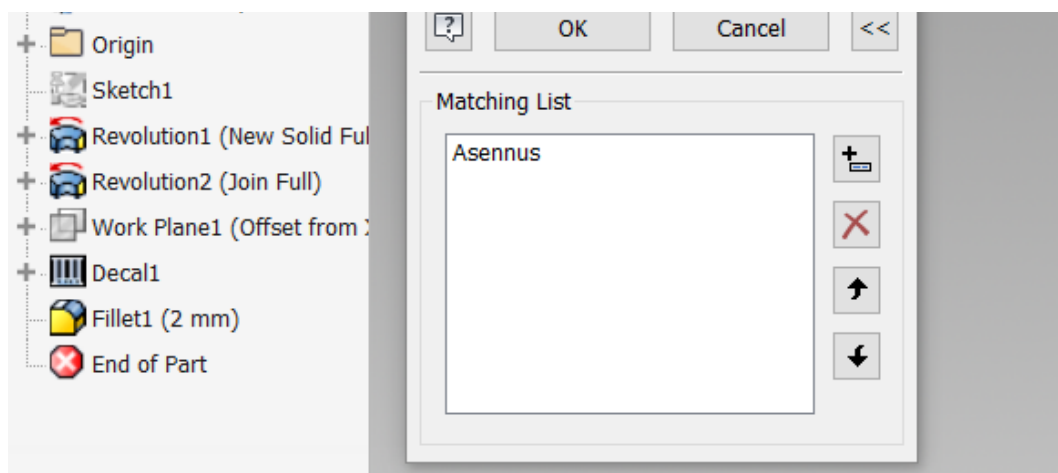 Origin
Sketch1
Revolution1 (New Solid Ful
Revolution2 (Join Full)
Work Plane1 (Offset from
Decal1
Fillet1 (2 mm)
End of Part
OK
Cancel
<<
Matching List
Asennus